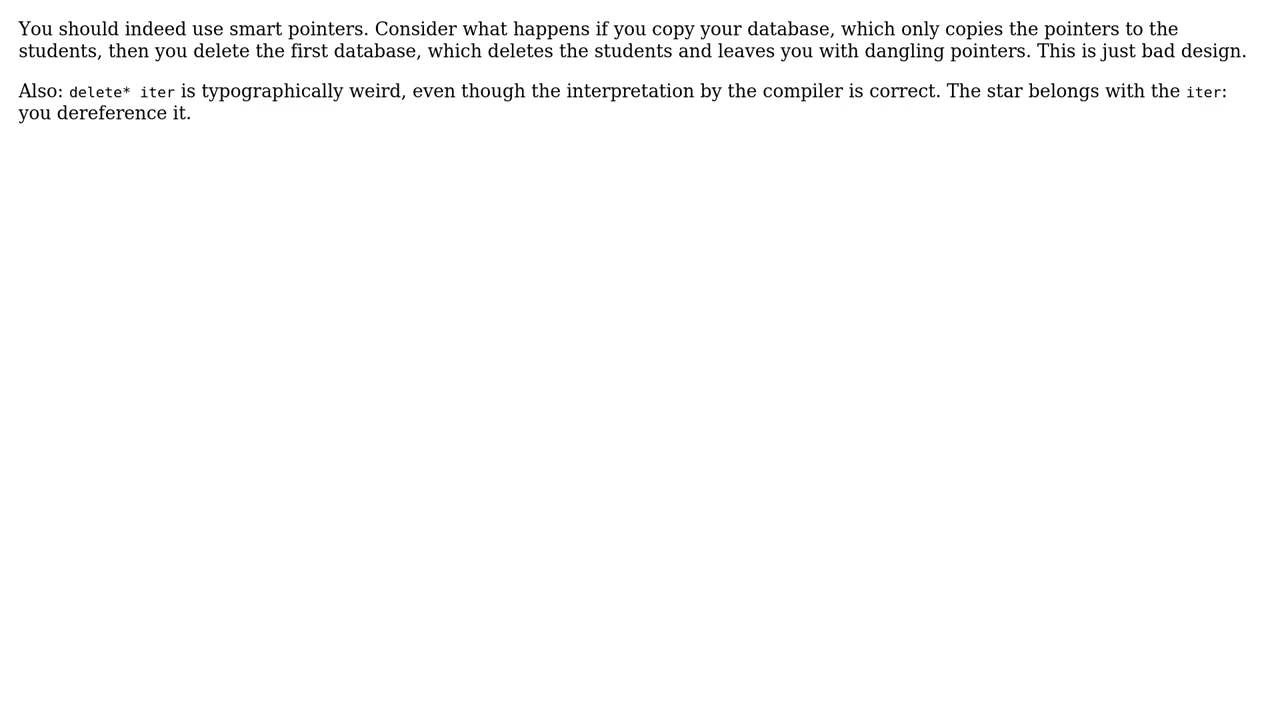 You should indeed use smart pointers. Consider what happens if you copy your database, which only copies the pointers to the
students, then you delete the first database, which deletes the students and leaves you with dangling pointers. This is just bad design.
Also: delete* iter is typographically weird, even though the interpretation by the compiler is correct. The star belongs with the iter:
you dereference it.